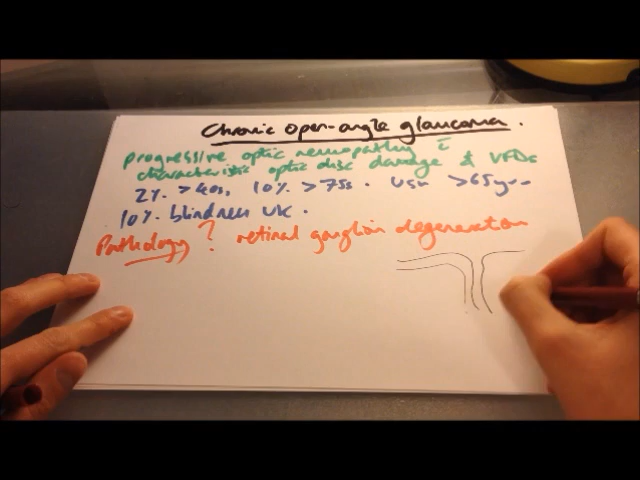 Chronic open-angle glaucoma.
progressive optic neuropathy c̄
characteristic optic disc damage & VFDs
2% > 40s, 10% > 75s. usu >65yrs
10% blindness UK.
Pathology ? retinal ganglion degeneration